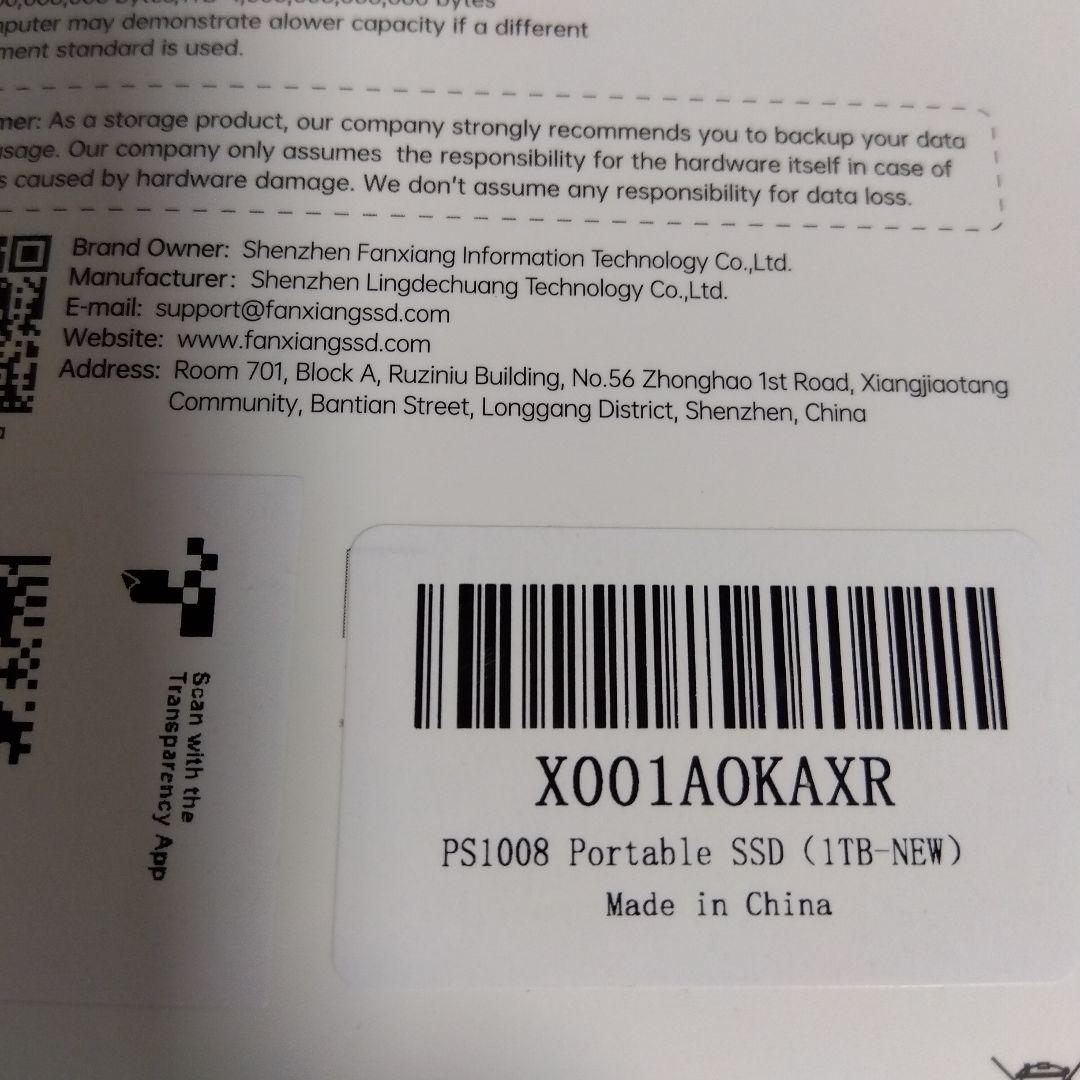 puter may demonstrate alower capacity if a different
ment standard is used.
mer: As a storage product, our company strongly recommends you to backup your data
usage. Our company only assumes the responsibility for the hardware itself in case of
s caused by hardware damage. We don't assume any responsibility for data loss.
Brand Owner: Shenzhen Fanxiang Information Technology Co.,Ltd.
Manufacturer: Shenzhen Lingdechuang Technology Co.,Ltd.
E-mail: support@fanxiangssd.com
Website: www.fanxiangssd.com
Address: Room 701, Block A, Ruziniu Building, No.56 Zhonghao 1st Road, Xiangjiaotang
Community, Bantian Street, Longgang District, Shenzhen, China
Scan with the
Transparency App
X001A0KAXR
PS1008 Portable SSD (1TB-NEW)
Made in China